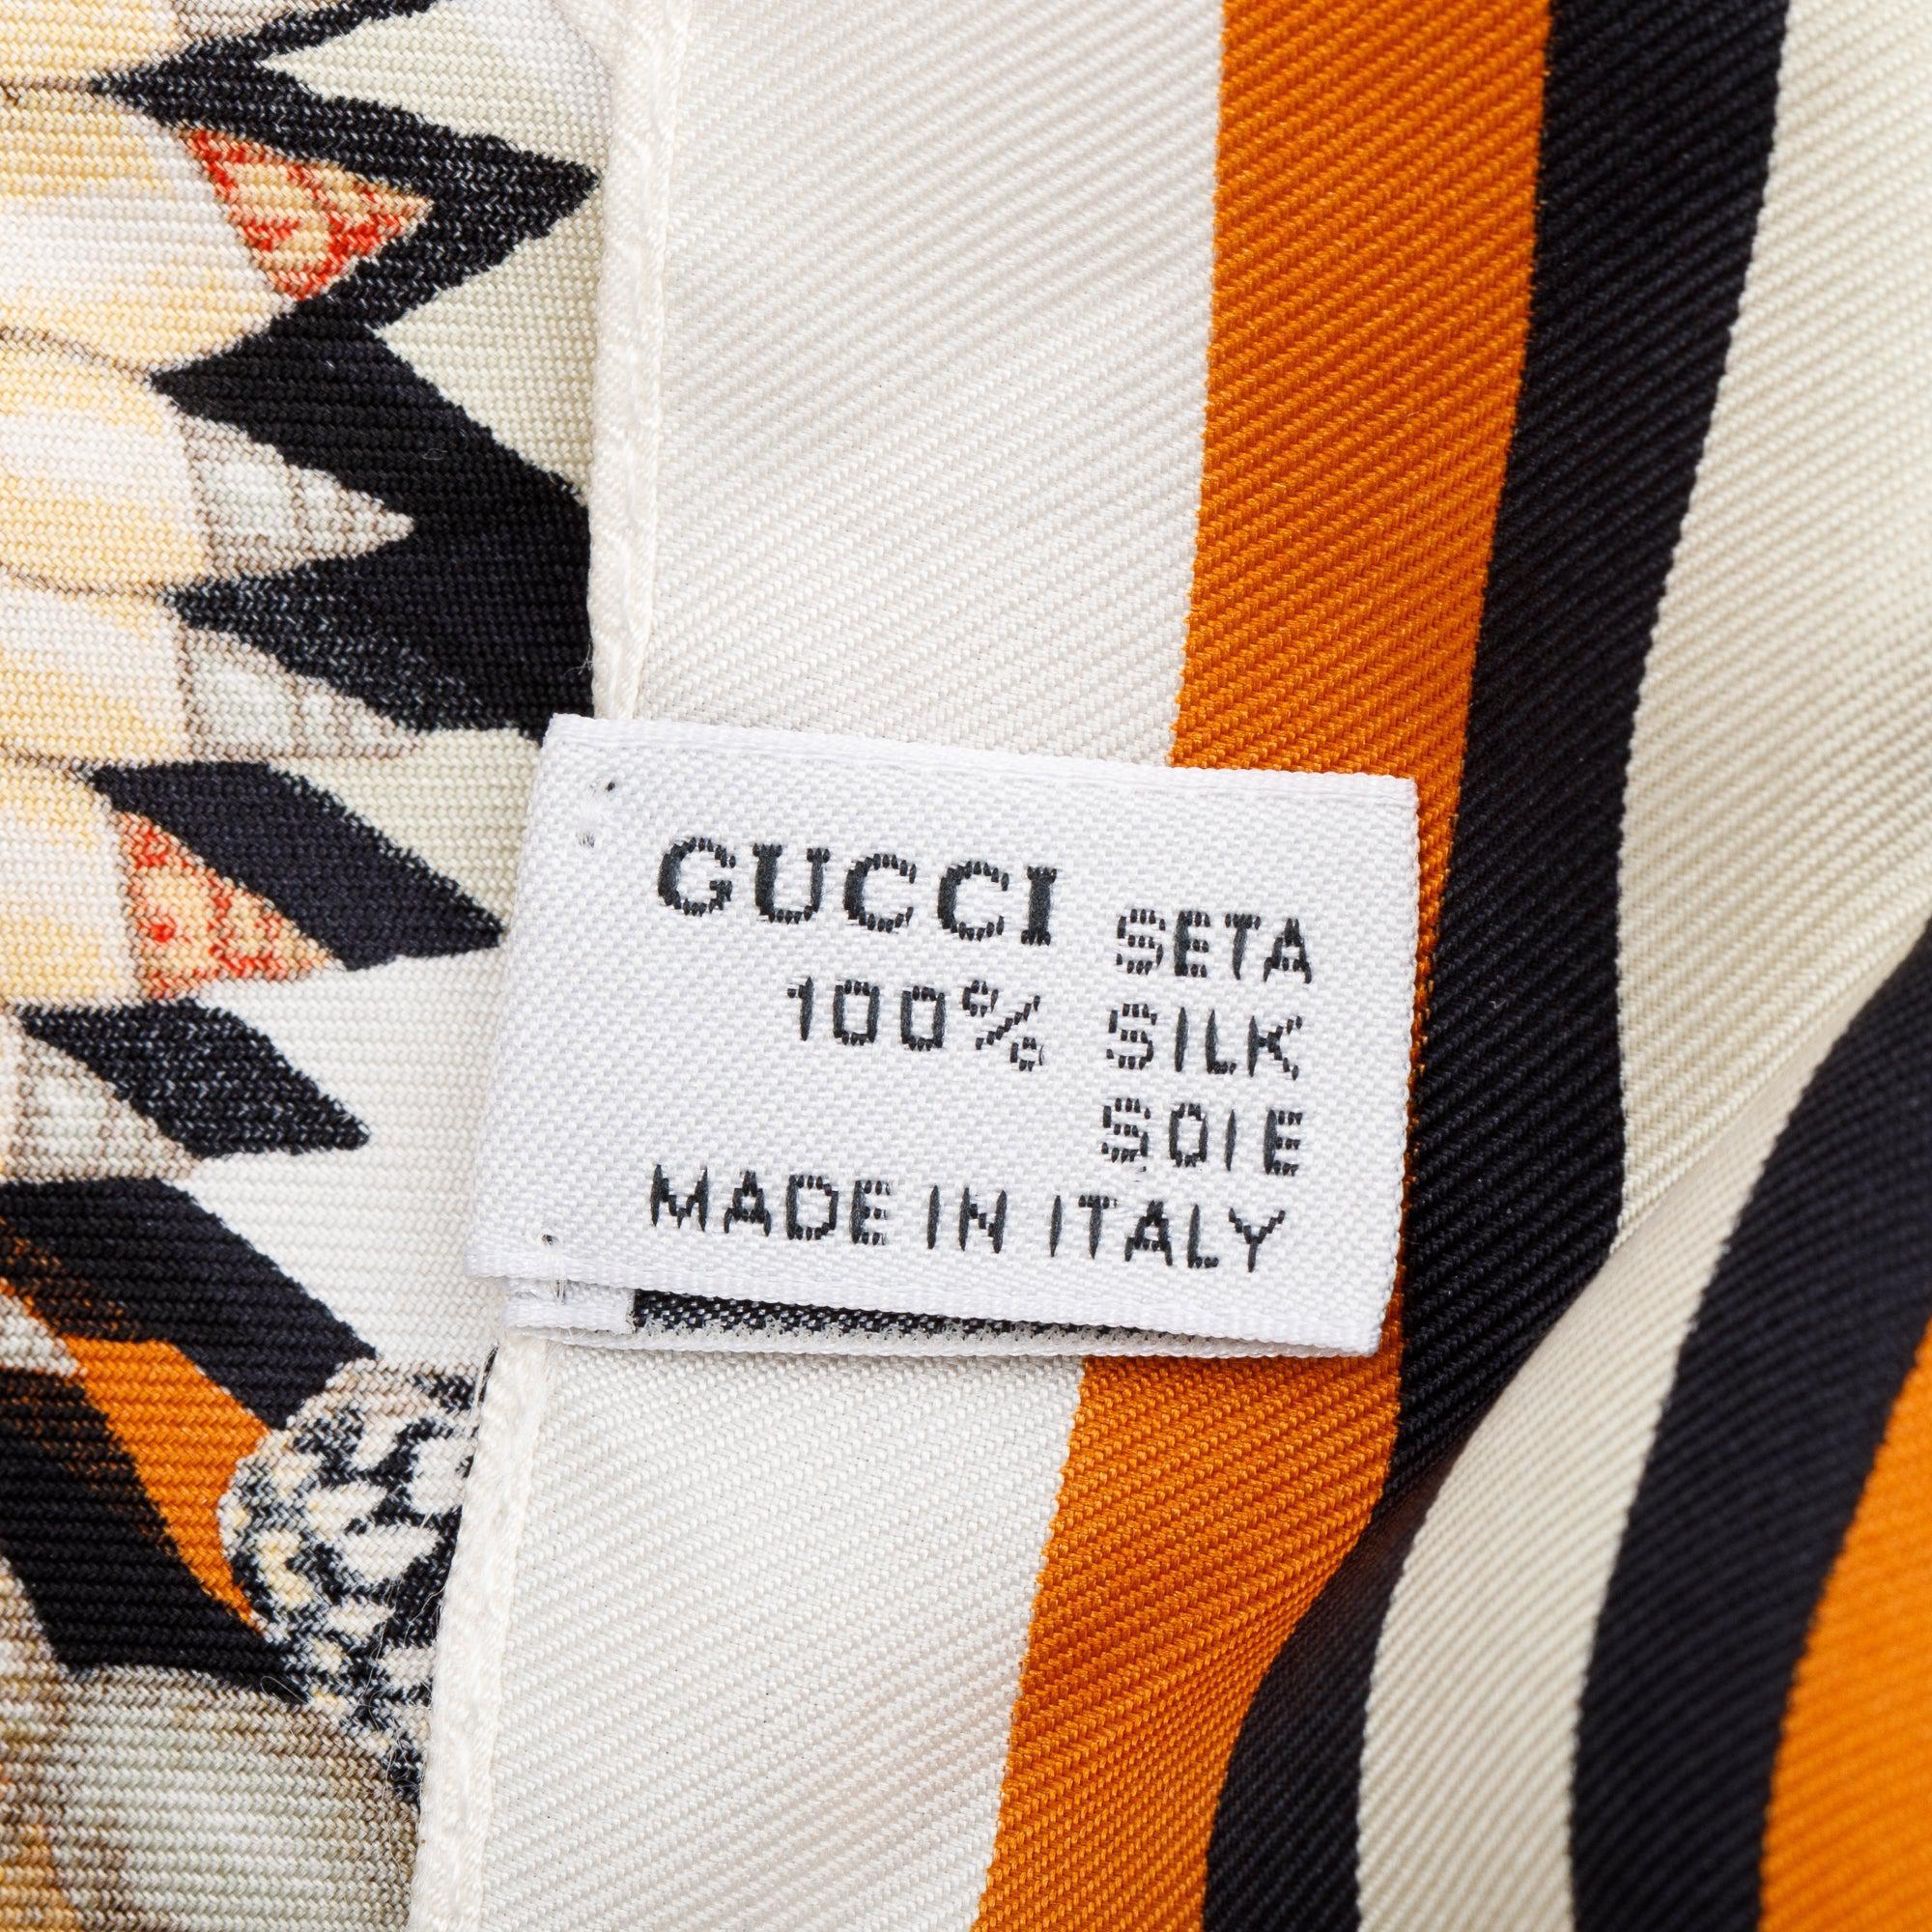 GUCCI SETA
100% SILK
SOIE
MADE IN ITALY